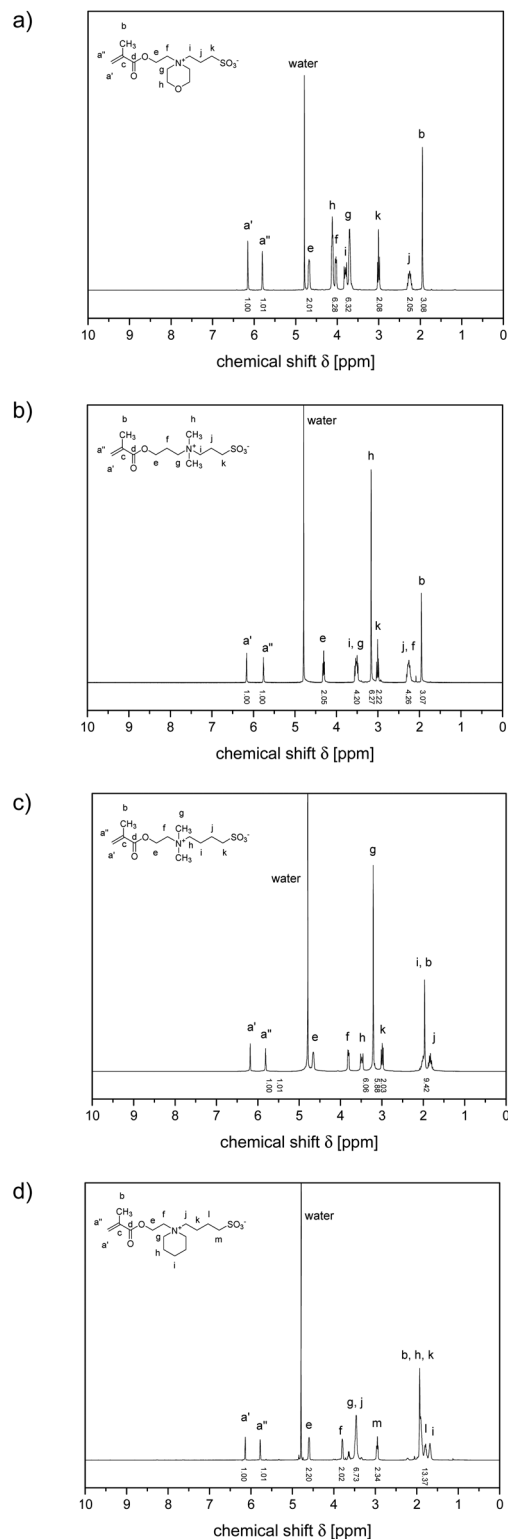 a)
b
CH₃
a"
c
d
O
e
f
i
j
k
N⁺
SO₃⁻
a'
O
g
h
O
water
a'
a"
e
h
f
i
g
k
j
b
1.00
1.01
2.01
6.28
6.32
2.08
2.05
3.08
10 9 8 7 6 5 4 3 2 1 0
chemical shift δ [ppm]
b)
b
CH₃
a"
c
d
O
e
f
g
h
CH₃
N⁺
CH₃
i
j
k
SO₃⁻
a'
O
water
a'
a"
e
i, g
h
k
j, f
b
1.00
1.00
2.05
4.20
6.27
2.22
4.26
3.07
10 9 8 7 6 5 4 3 2 1 0
chemical shift δ [ppm]
c)
b
CH₃
a"
c
d
O
e
f
g
CH₃
N⁺
CH₃
h
i
j
k
SO₃⁻
a'
O
water
a'
a"
e
f
h
g
k
i, b
j
1.00
1.01
6.06
5.88
2.03
9.42
10 9 8 7 6 5 4 3 2 1 0
chemical shift δ [ppm]
d)
b
CH₃
a"
c
d
O
e
f
j
k
l
m
N⁺
SO₃⁻
a'
O
g
h
i
water
a'
a"
e
f
g, j
m
b, h, k
l
i
1.00
1.01
2.20
2.02
6.73
2.34
13.37
10 9 8 7 6 5 4 3 2 1 0
chemical shift δ [ppm]